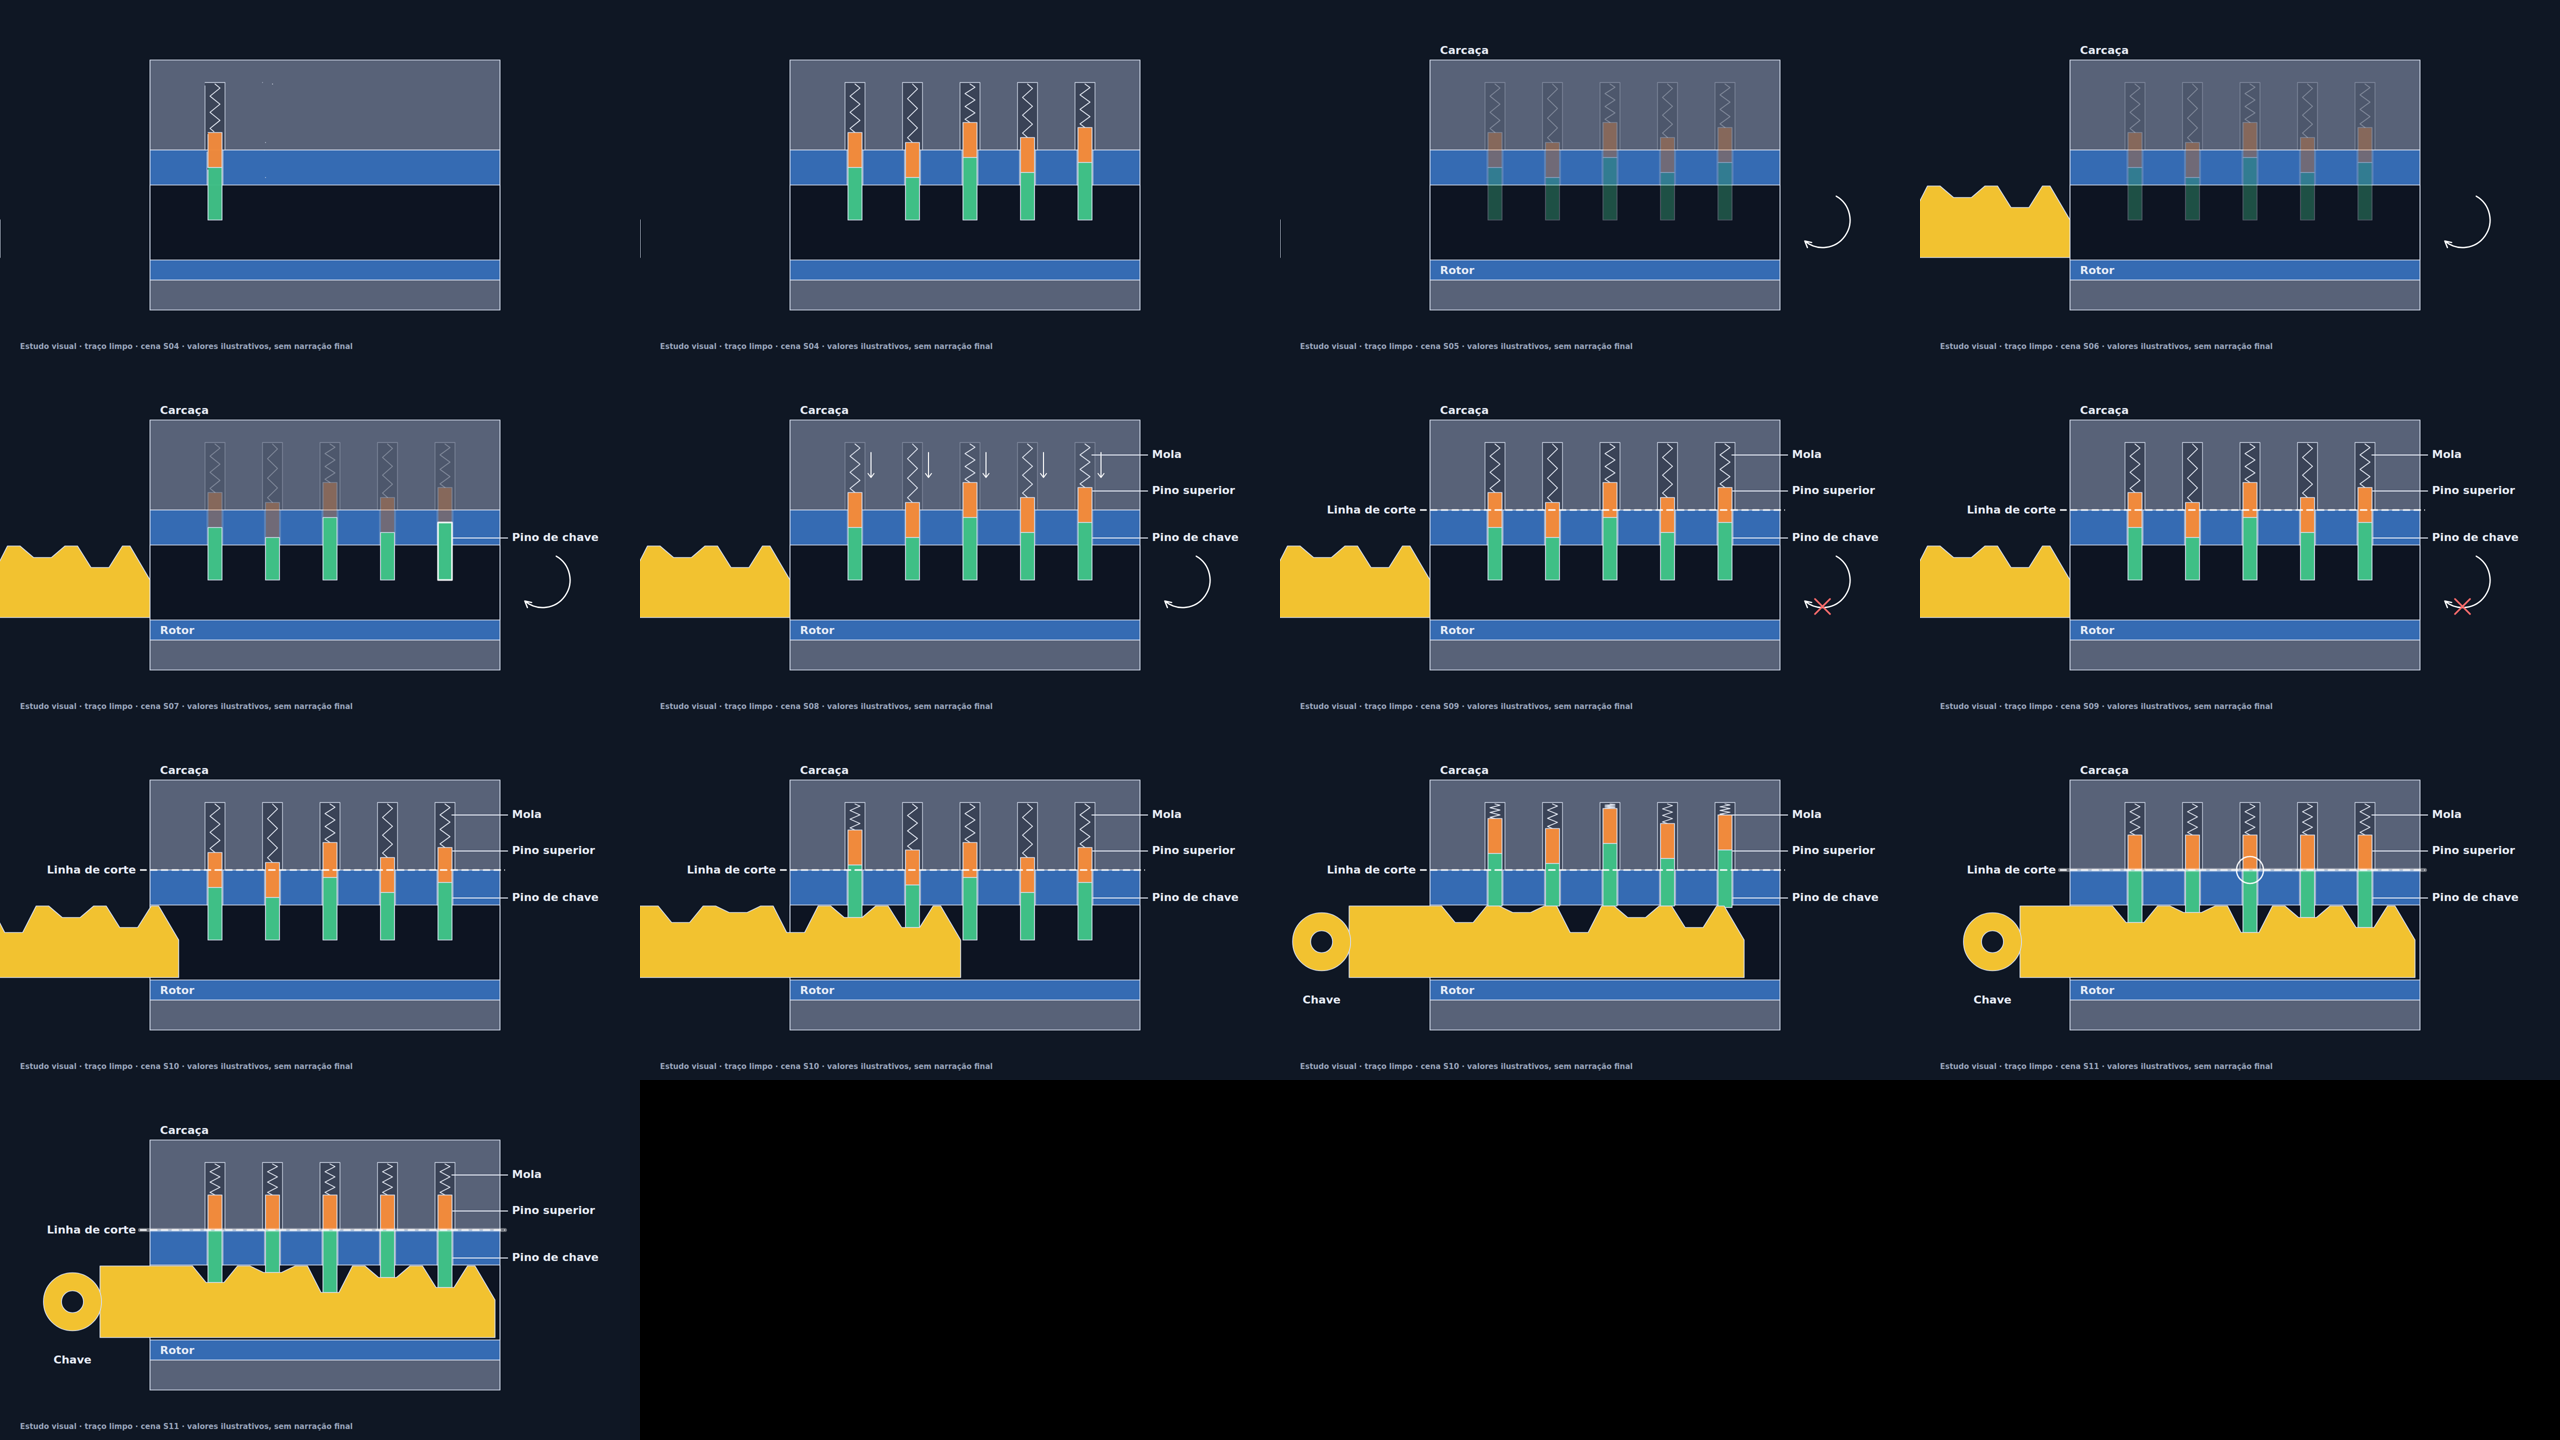 Estudo visual · traço limpo · cena S04 · valores ilustrativos, sem narração final
Estudo visual · traço limpo · cena S04 · valores ilustrativos, sem narração final
Carcaça
Rotor
Estudo visual · traço limpo · cena S05 · valores ilustrativos, sem narração final
Carcaça
Rotor
Estudo visual · traço limpo · cena S06 · valores ilustrativos, sem narração final
Carcaça
Pino de chave
Rotor
Estudo visual · traço limpo · cena S07 · valores ilustrativos, sem narração final
Carcaça
Mola
Pino superior
Pino de chave
Rotor
Estudo visual · traço limpo · cena S08 · valores ilustrativos, sem narração final
Carcaça
Mola
Pino superior
Linha de corte
Pino de chave
Rotor
Estudo visual · traço limpo · cena S09 · valores ilustrativos, sem narração final
Carcaça
Mola
Pino superior
Linha de corte
Pino de chave
Rotor
Estudo visual · traço limpo · cena S09 · valores ilustrativos, sem narração final
Carcaça
Mola
Pino superior
Linha de corte
Pino de chave
Rotor
Estudo visual · traço limpo · cena S10 · valores ilustrativos, sem narração final
Carcaça
Mola
Pino superior
Linha de corte
Pino de chave
Rotor
Estudo visual · traço limpo · cena S10 · valores ilustrativos, sem narração final
Carcaça
Mola
Pino superior
Linha de corte
Pino de chave
Rotor
Chave
Estudo visual · traço limpo · cena S10 · valores ilustrativos, sem narração final
Carcaça
Mola
Pino superior
Linha de corte
Pino de chave
Rotor
Chave
Estudo visual · traço limpo · cena S11 · valores ilustrativos, sem narração final
Carcaça
Mola
Pino superior
Linha de corte
Pino de chave
Rotor
Chave
Estudo visual · traço limpo · cena S11 · valores ilustrativos, sem narração final